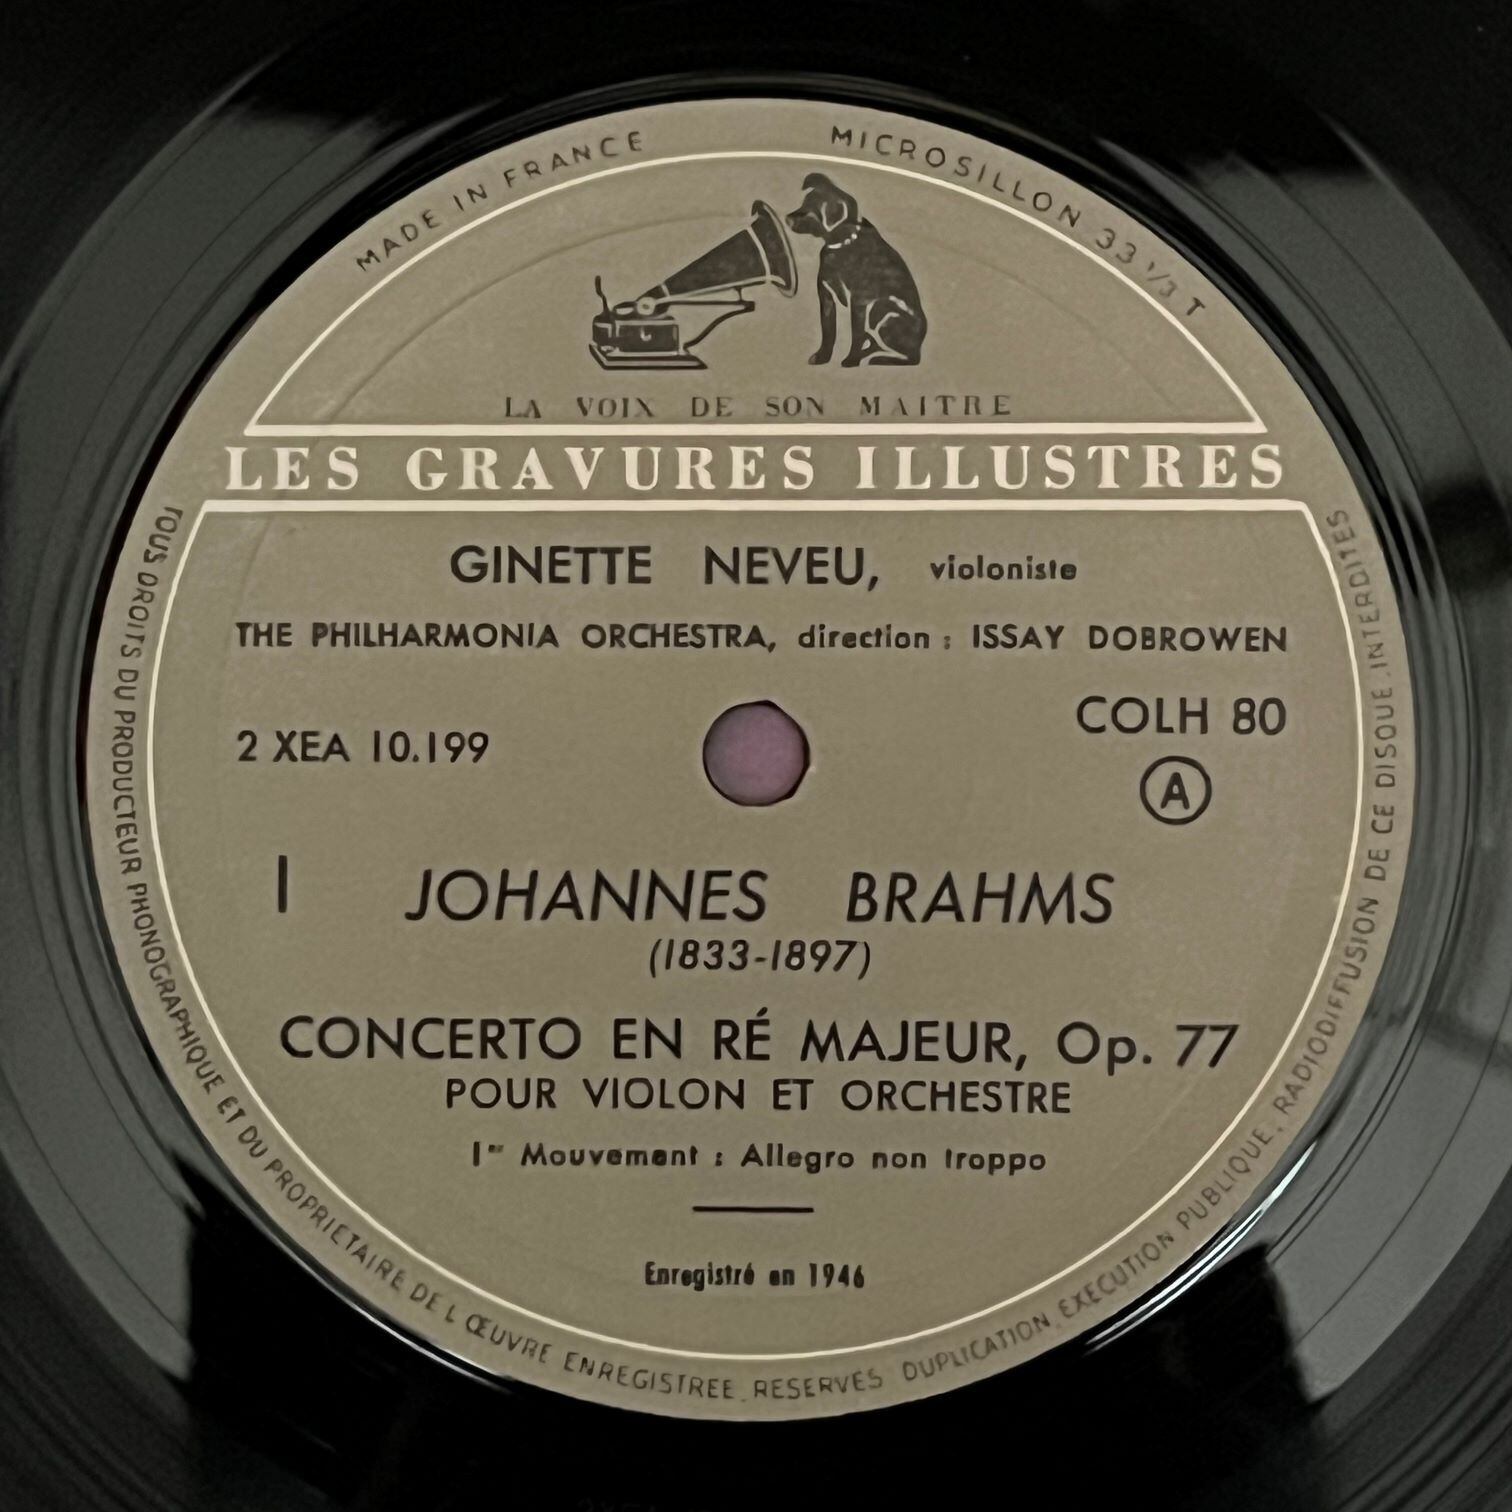 MADE IN FRANCE
MICROSILLON 33 1/3 T
LA VOIX DE SON MAITRE
LES GRAVURES ILLUSTRES
GINETTE NEVEU, violoniste
THE PHILHARMONIA ORCHESTRA, direction : ISSAY DOBROWEN
2 XEA 10.199
COLH 80
A
I JOHANNES BRAHMS
(1833-1897)
CONCERTO EN RÉ MAJEUR, Op. 77
POUR VIOLON ET ORCHESTRE
Ier Mouvement : Allegro non troppo
Enregistré en 1946
TOUS DROITS DU PRODUCTEUR PHONOGRAPHIQUE ET DU PROPRIETAIRE DE L ŒUVRE ENREGISTREE RESERVES DUPLICATION EXECUTION PUBLIQUE, RADIODIFFUSION DE CE DISQUE INTERDITES